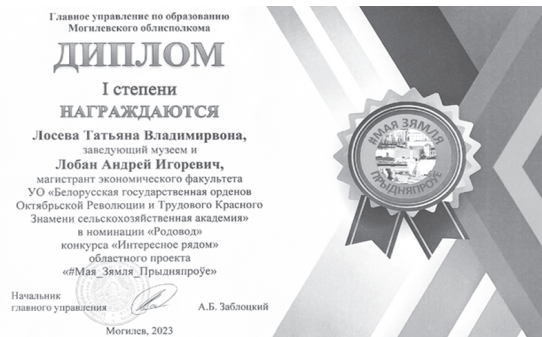 Главное управление по образованию
Могилевского облисполкома
ДИПЛОМ
I степени
НАГРАЖДАЮТСЯ
Лосева Татьяна Владимирвона,
заведующий музеем и
Лобан Андрей Игоревич,
магистрант экономического факультета
УО «Белорусская государственная орденов
Октябрьской Революции и Трудового Красного
Знамени сельскохозяйственная академия»
в номинации «Родовод»
конкурса «Интересное рядом»
областного проекта
«#Мая_Зямля_Прыдняпроўе»
Начальник
главного управления
А.Б. Заблоцкий
Могилев, 2023
#МАЯ ЗЯМЛЯ
ПРЫДНЯПРОЎЕ